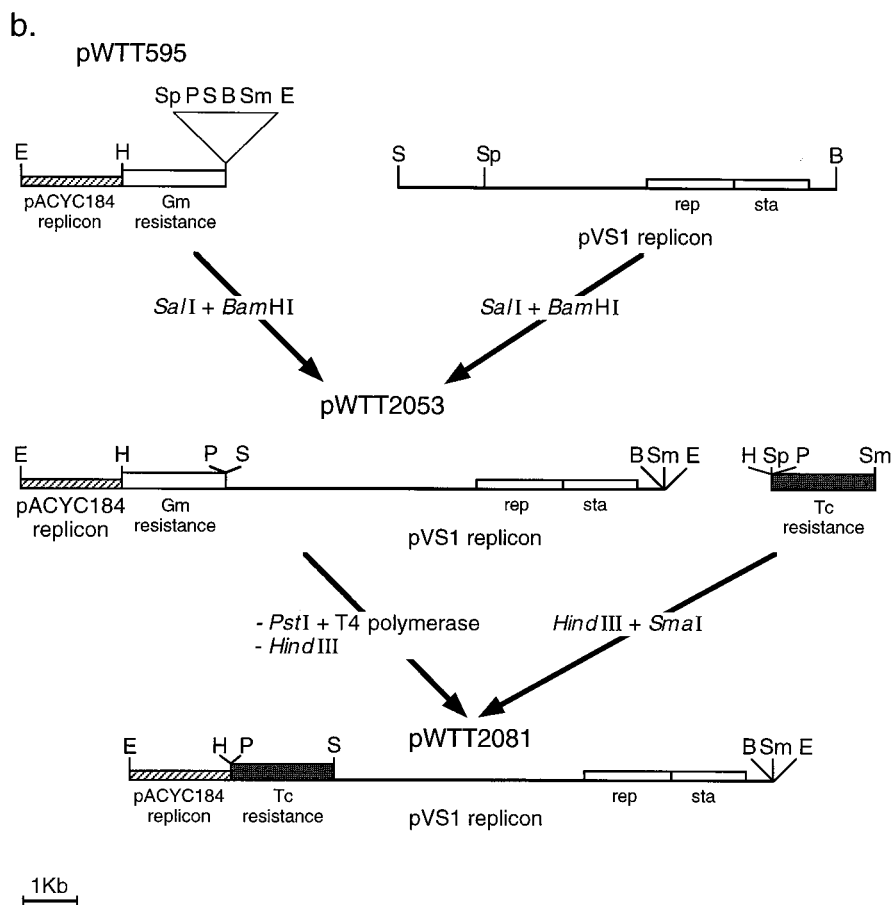 b.
pWTT595
Sp P S B Sm E
E H
S Sp B
pACYC184 replicon
Gm resistance
rep sta
pVS1 replicon
SalI + BamHI
SalI + BamHI
pWTT2053
E H P S B Sm E
H Sp P Sm
pACYC184 replicon
Gm resistance
rep sta
pVS1 replicon
Tc resistance
- PstI + T4 polymerase
- HindIII
HindIII + SmaI
pWTT2081
E H P S B Sm E
pACYC184 replicon
Tc resistance
rep sta
pVS1 replicon
1Kb